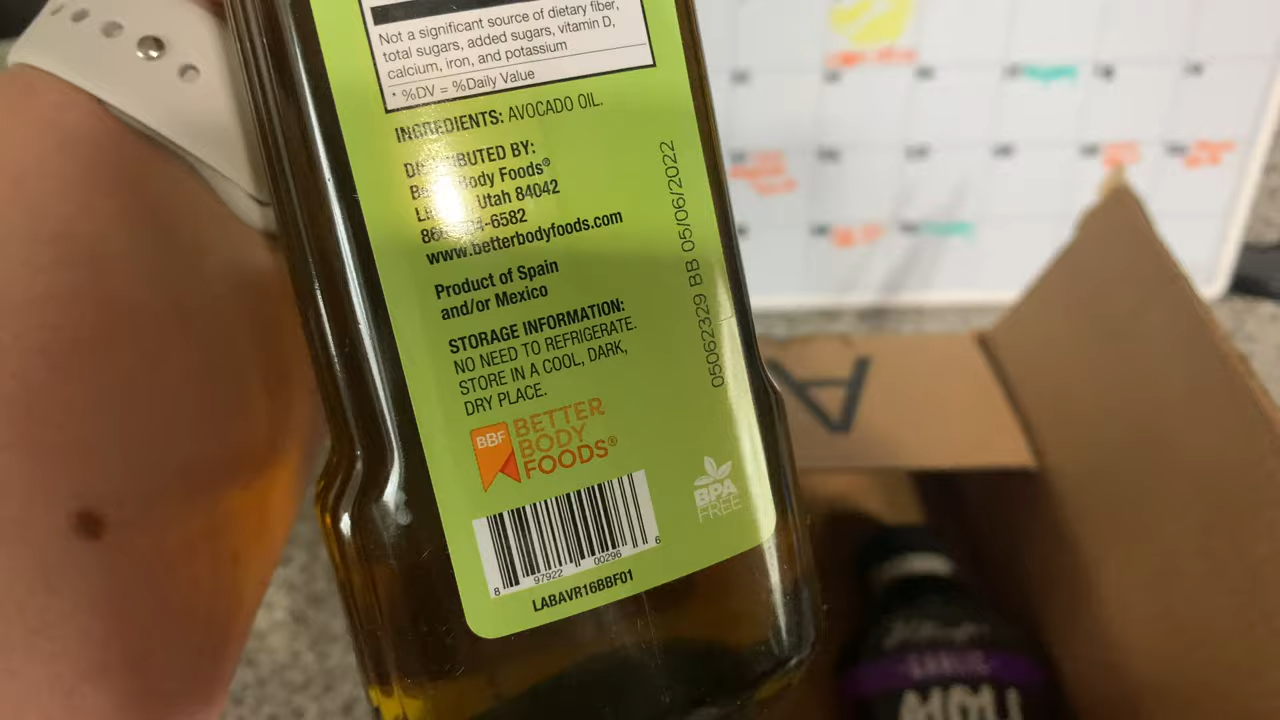 Not a significant source of dietary fiber,
total sugars, added sugars, vitamin D,
calcium, iron, and potassium
* %DV = %Daily Value
INGREDIENTS: AVOCADO OIL.
DISTRIBUTED BY:
Body Foods®
Utah 84042
-6582
www.betterbodyfoods.com
Product of Spain
and/or Mexico
STORAGE INFORMATION:
NO NEED TO REFRIGERATE.
STORE IN A COOL, DARK,
DRY PLACE.
BBF
BETTER
BODY
FOODS®
8 97922 00296 6
LABAVR16BBF01
05062329 BB 05/06/2022
BPA
FREE
A